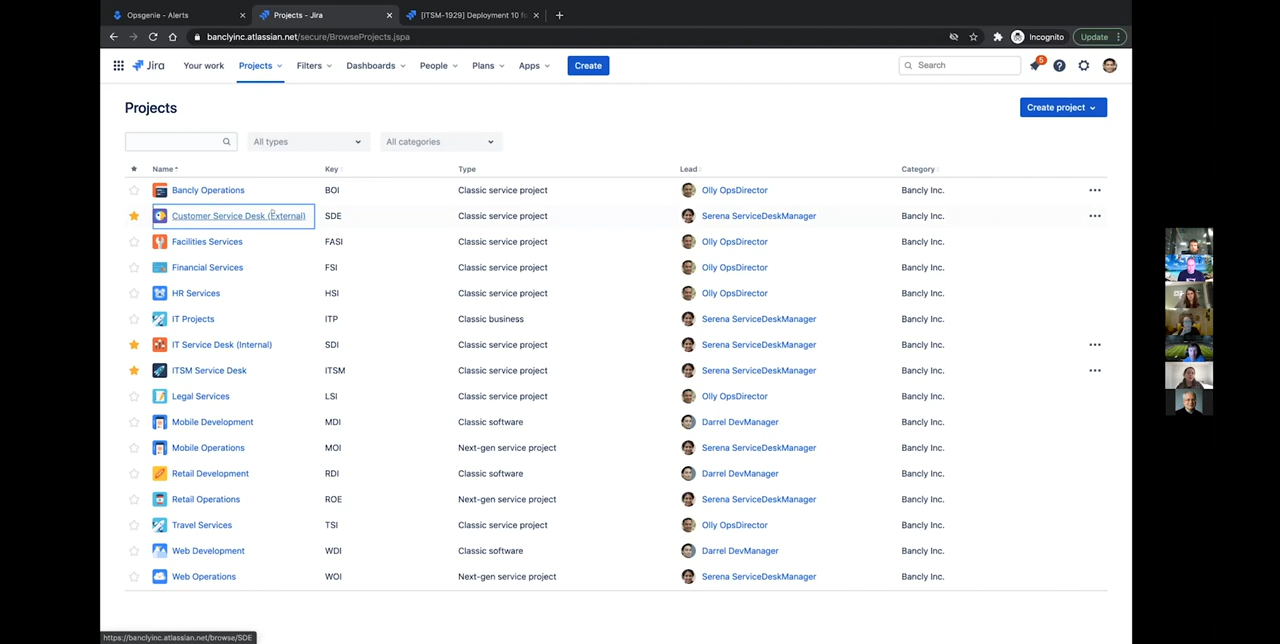 Opsgenie - Alerts
Projects - Jira
[ITSM-1929] Deployment 10 fo
banclyinc.atlassian.net/secure/BrowseProjects.jspa
Incognito
Update
Jira
Your work
Projects
Filters
Dashboards
People
Plans
Apps
Create
Search
5
Projects
Create project
All types
All categories
Name Key Type Lead Category
Bancly Operations BOI Classic service project Olly OpsDirector Bancly Inc.
Customer Service Desk (External) SDE Classic service project Serena ServiceDeskManager Bancly Inc.
Facilities Services FASI Classic service project Olly OpsDirector Bancly Inc.
Financial Services FSI Classic service project Olly OpsDirector Bancly Inc.
HR Services HSI Classic service project Olly OpsDirector Bancly Inc.
IT Projects ITP Classic business Serena ServiceDeskManager Bancly Inc.
IT Service Desk (Internal) SDI Classic service project Serena ServiceDeskManager Bancly Inc.
ITSM Service Desk ITSM Classic service project Serena ServiceDeskManager Bancly Inc.
Legal Services LSI Classic service project Olly OpsDirector Bancly Inc.
Mobile Development MDI Classic software Darrel DevManager Bancly Inc.
Mobile Operations MOI Next-gen service project Serena ServiceDeskManager Bancly Inc.
Retail Development RDI Classic software Darrel DevManager Bancly Inc.
Retail Operations ROE Next-gen service project Serena ServiceDeskManager Bancly Inc.
Travel Services TSI Classic service project Olly OpsDirector Bancly Inc.
Web Development WDI Classic software Darrel DevManager Bancly Inc.
Web Operations WOI Next-gen service project Serena ServiceDeskManager Bancly Inc.
https://banclyinc.atlassian.net/browse/SDE